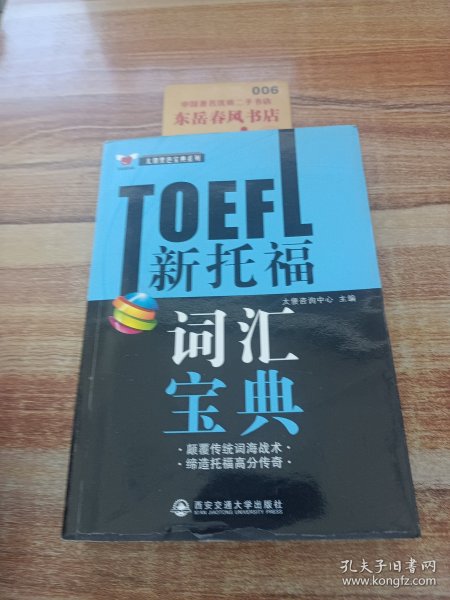 006
中国著名连锁二手书店
东岳春风书店
太傻黑色宝典系列
TOEFL
新托福
太傻咨询中心 主编
词汇
宝典
·颠覆传统词海战术·
·缔造托福高分传奇·
西安交通大学出版社
XI'AN JIAOTONG UNIVERSITY PRESS
孔夫子旧书网
www.kongfz.com